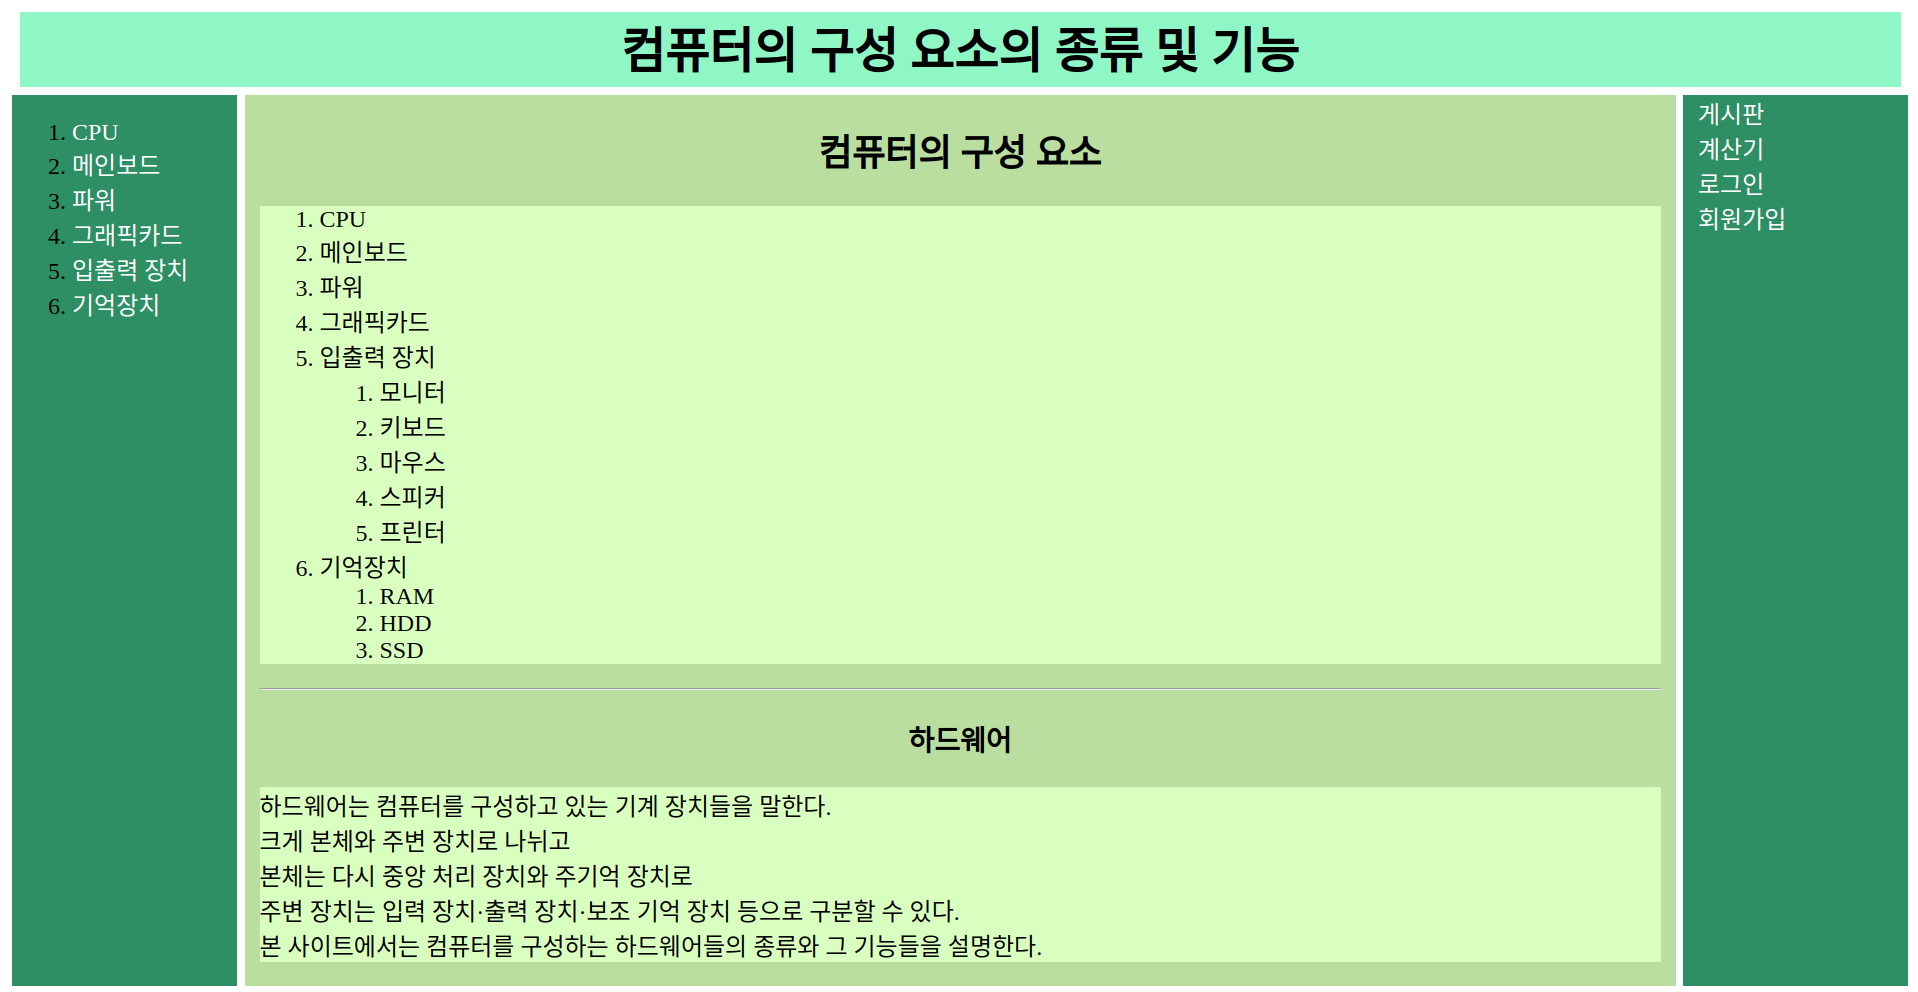 컴퓨터의 구성 요소의 종류 및 기능
1. CPU
2. 메인보드
3. 파워
4. 그래픽카드
5. 입출력 장치
6. 기억장치
컴퓨터의 구성 요소
1. CPU
2. 메인보드
3. 파워
4. 그래픽카드
5. 입출력 장치
1. 모니터
2. 키보드
3. 마우스
4. 스피커
5. 프린터
6. 기억장치
1. RAM
2. HDD
3. SSD
하드웨어
하드웨어는 컴퓨터를 구성하고 있는 기계 장치들을 말한다.
크게 본체와 주변 장치로 나뉘고
본체는 다시 중앙 처리 장치와 주기억 장치로
주변 장치는 입력 장치·출력 장치·보조 기억 장치 등으로 구분할 수 있다.
본 사이트에서는 컴퓨터를 구성하는 하드웨어들의 종류와 그 기능들을 설명한다.
게시판
계산기
로그인
회원가입